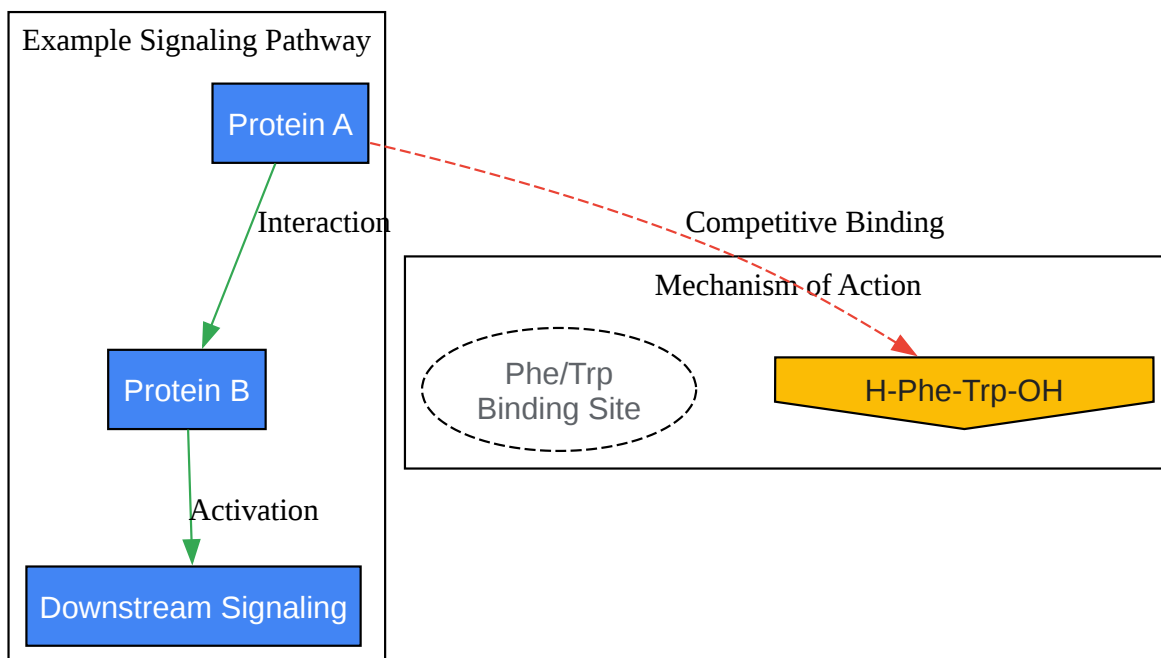 Example Signaling Pathway
Protein A
Interaction
Competitive Binding
Mechanism of Action
Phe/Trp
Binding Site
H-Phe-Trp-OH
Protein B
Activation
Downstream Signaling